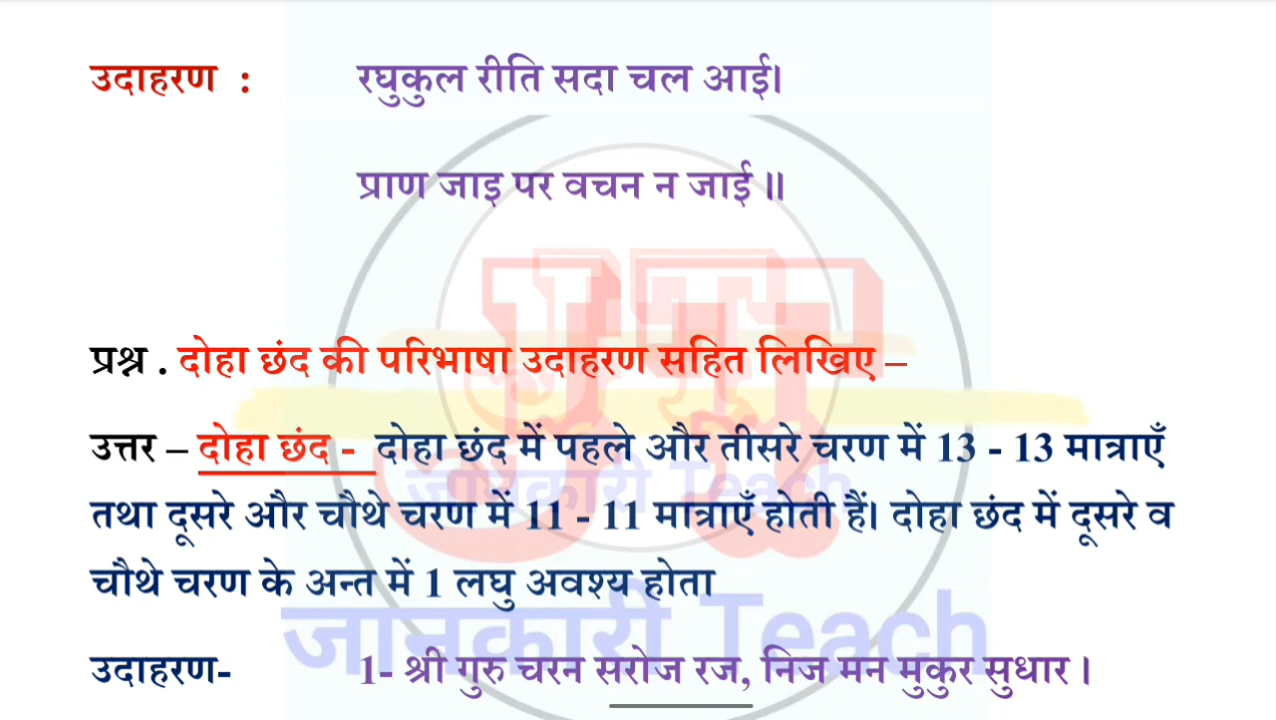 उदाहरण : रघुकुल रीति सदा चल आई।
प्राण जाइ पर वचन न जाई ॥
प्रश्न . दोहा छंद की परिभाषा उदाहरण सहित लिखिए –
उत्तर – दोहा छंद - दोहा छंद में पहले और तीसरे चरण में 13 - 13 मात्राएँ
तथा दूसरे और चौथे चरण में 11 - 11 मात्राएँ होती हैं। दोहा छंद में दूसरे व
चौथे चरण के अन्त में 1 लघु अवश्य होता
जानकारी Teach
उदाहरण- 1- श्री गुरु चरन सरोज रज, निज मन मुकुर सुधार ।